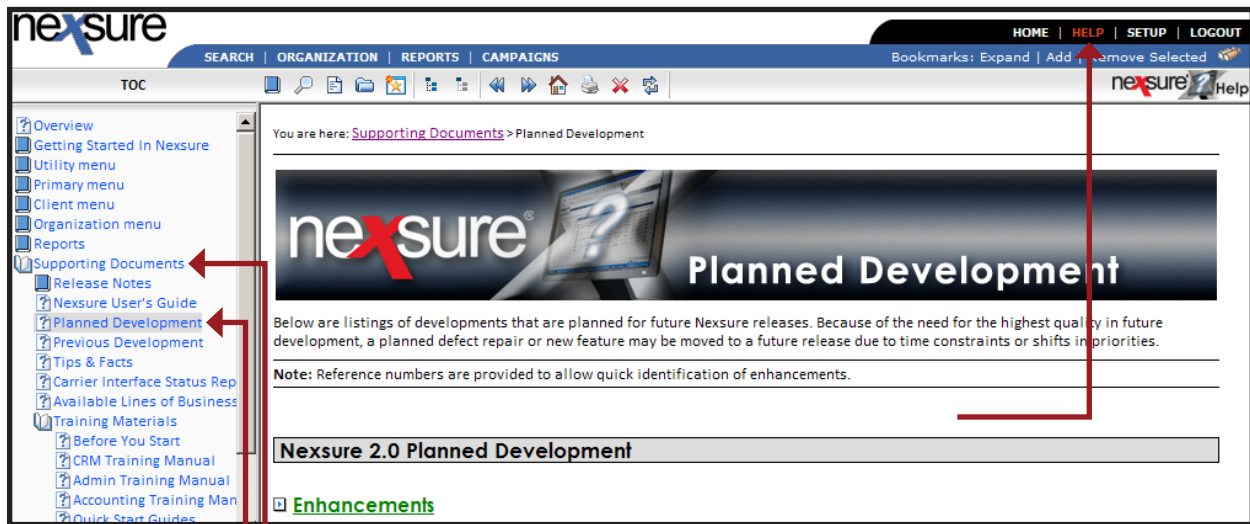 nexsure
HOME | HELP | SETUP | LOGOUT
SEARCH | ORGANIZATION | REPORTS | CAMPAIGNS
Bookmarks: Expand | Add | Remove Selected
TOC
nexsure Help
Overview
Getting Started In Nexsure
Utility menu
Primary menu
Client menu
Organization menu
Reports
Supporting Documents
Release Notes
Nexsure User's Guide
Planned Development
Previous Development
Tips & Facts
Carrier Interface Status Rep
Available Lines of Business
Training Materials
Before You Start
CRM Training Manual
Admin Training Manual
Accounting Training Man
Quick Start Guides
You are here: Supporting Documents > Planned Development
nexsure®
Planned Development
Below are listings of developments that are planned for future Nexsure releases. Because of the need for the highest quality in future
development, a planned defect repair or new feature may be moved to a future release due to time constraints or shifts in priorities.
Note: Reference numbers are provided to allow quick identification of enhancements.
Nexsure 2.0 Planned Development
Enhancements